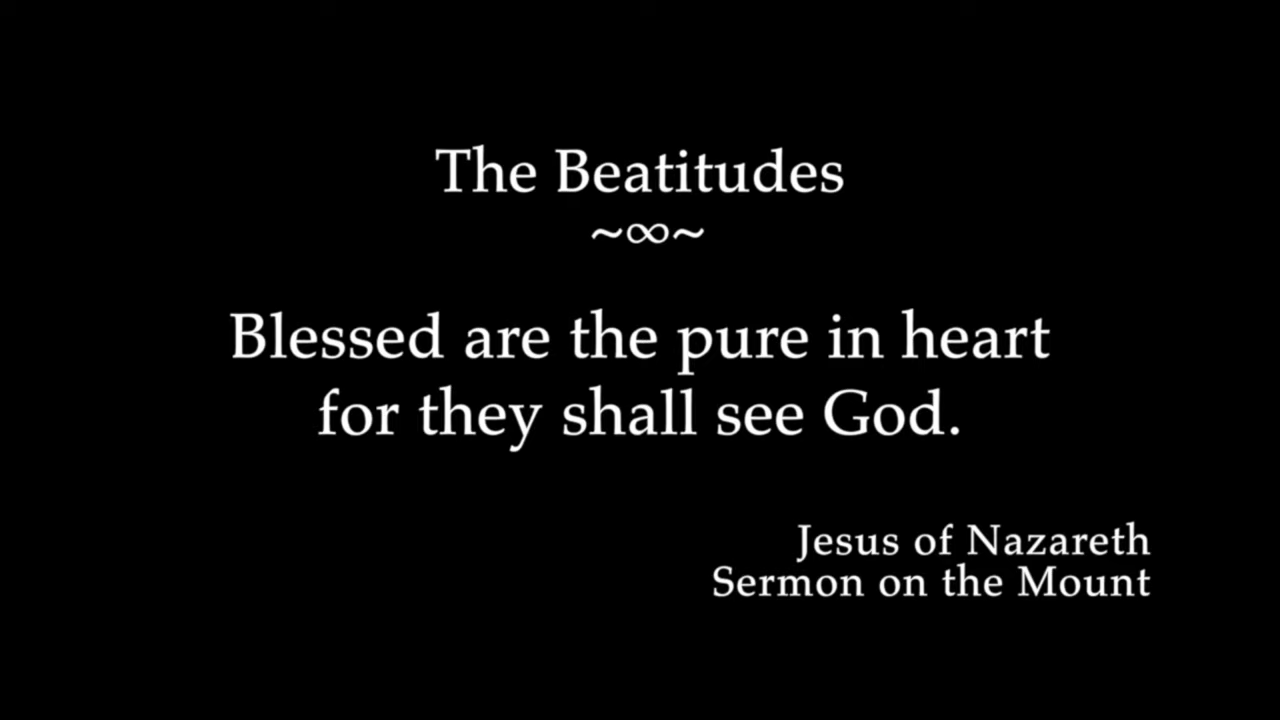 The Beatitudes
~∞~
Blessed are the pure in heart
for they shall see God.
Jesus of Nazareth
Sermon on the Mount